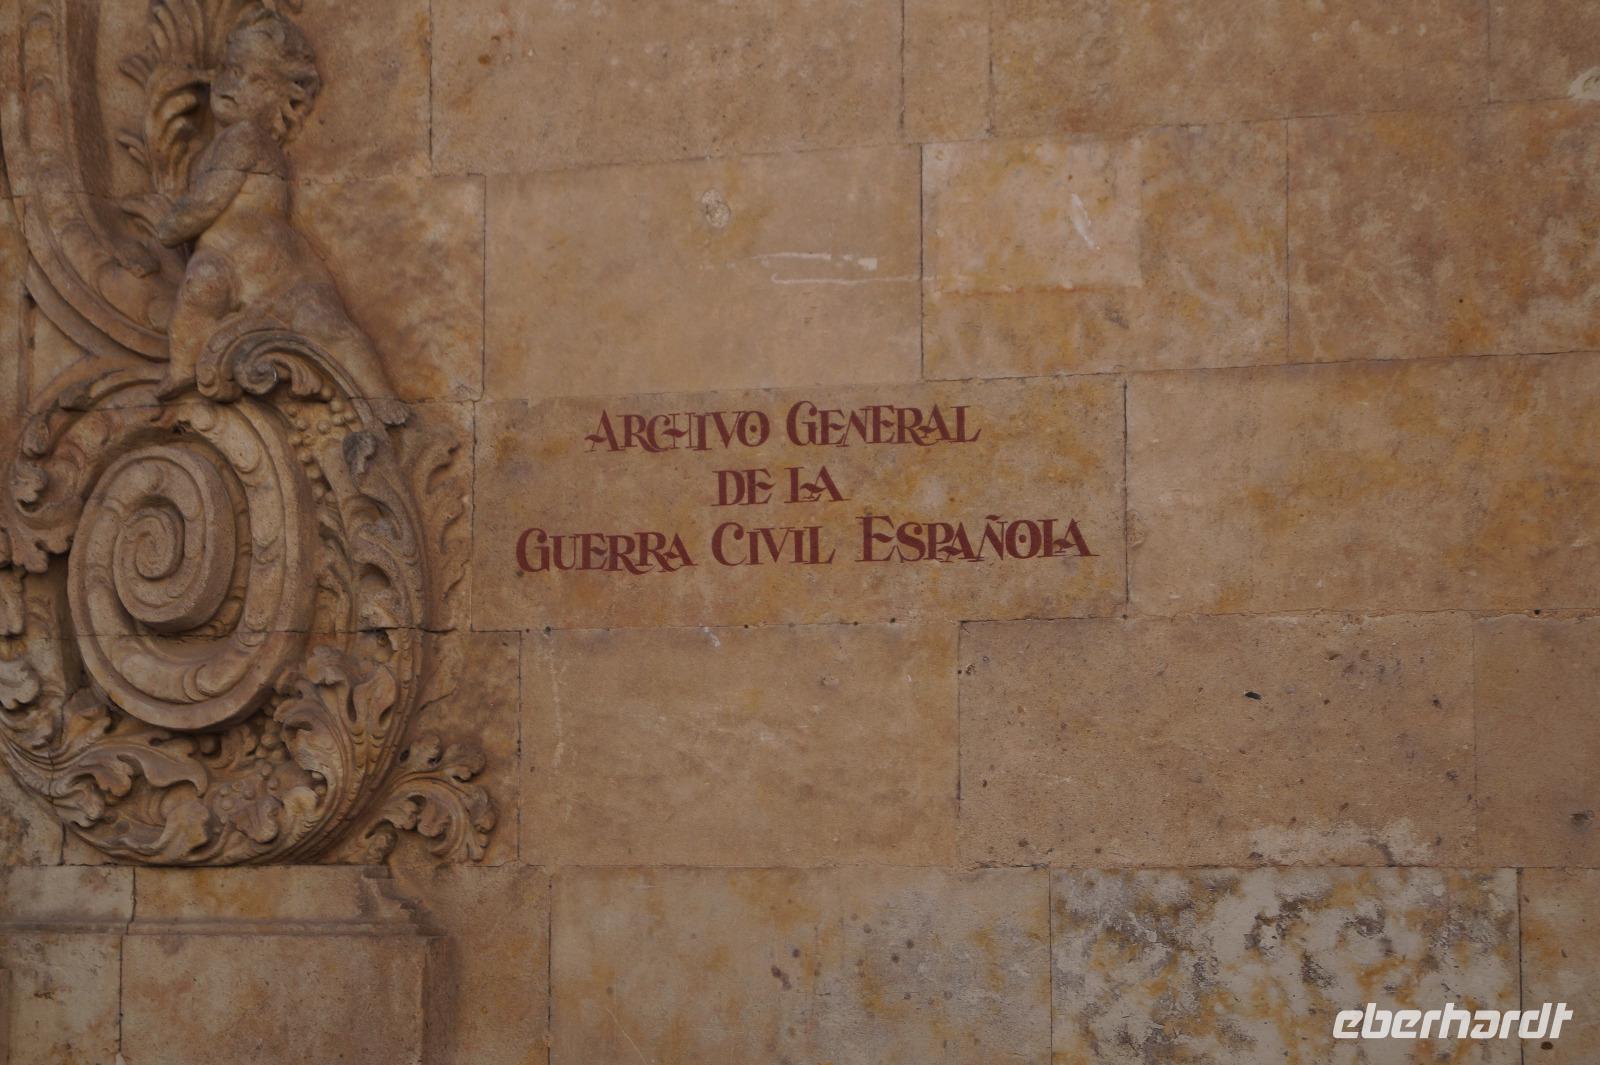 ARCHIVO GENERAL
DE LA
GUERRA CIVIL ESPAÑOLA
eberhardt